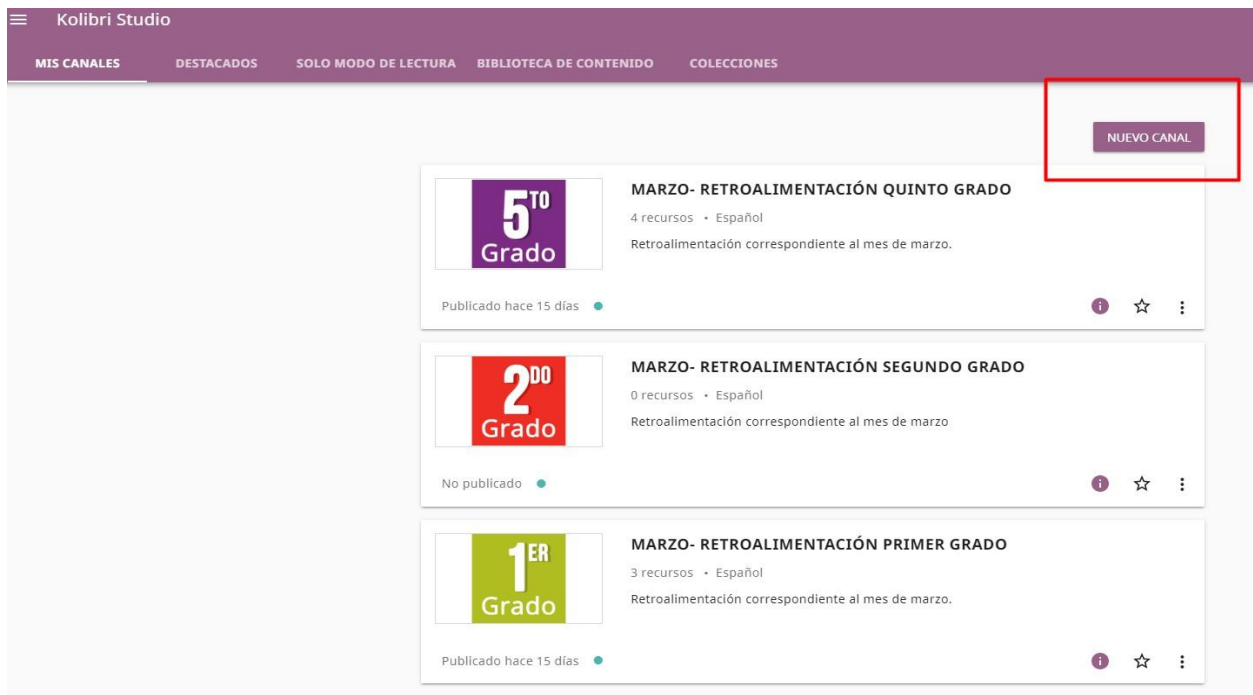 Kolibri Studio
MIS CANALES DESTACADOS SOLO MODO DE LECTURA BIBLIOTECA DE CONTENIDO COLECCIONES
NUEVO CANAL
5TO
Grado
MARZO- RETROALIMENTACIÓN QUINTO GRADO
4 recursos • Español
Retroalimentación correspondiente al mes de marzo.
Publicado hace 15 días
2DO
Grado
MARZO- RETROALIMENTACIÓN SEGUNDO GRADO
0 recursos • Español
Retroalimentación correspondiente al mes de marzo
No publicado
1ER
Grado
MARZO- RETROALIMENTACIÓN PRIMER GRADO
3 recursos • Español
Retroalimentación correspondiente al mes de marzo.
Publicado hace 15 días